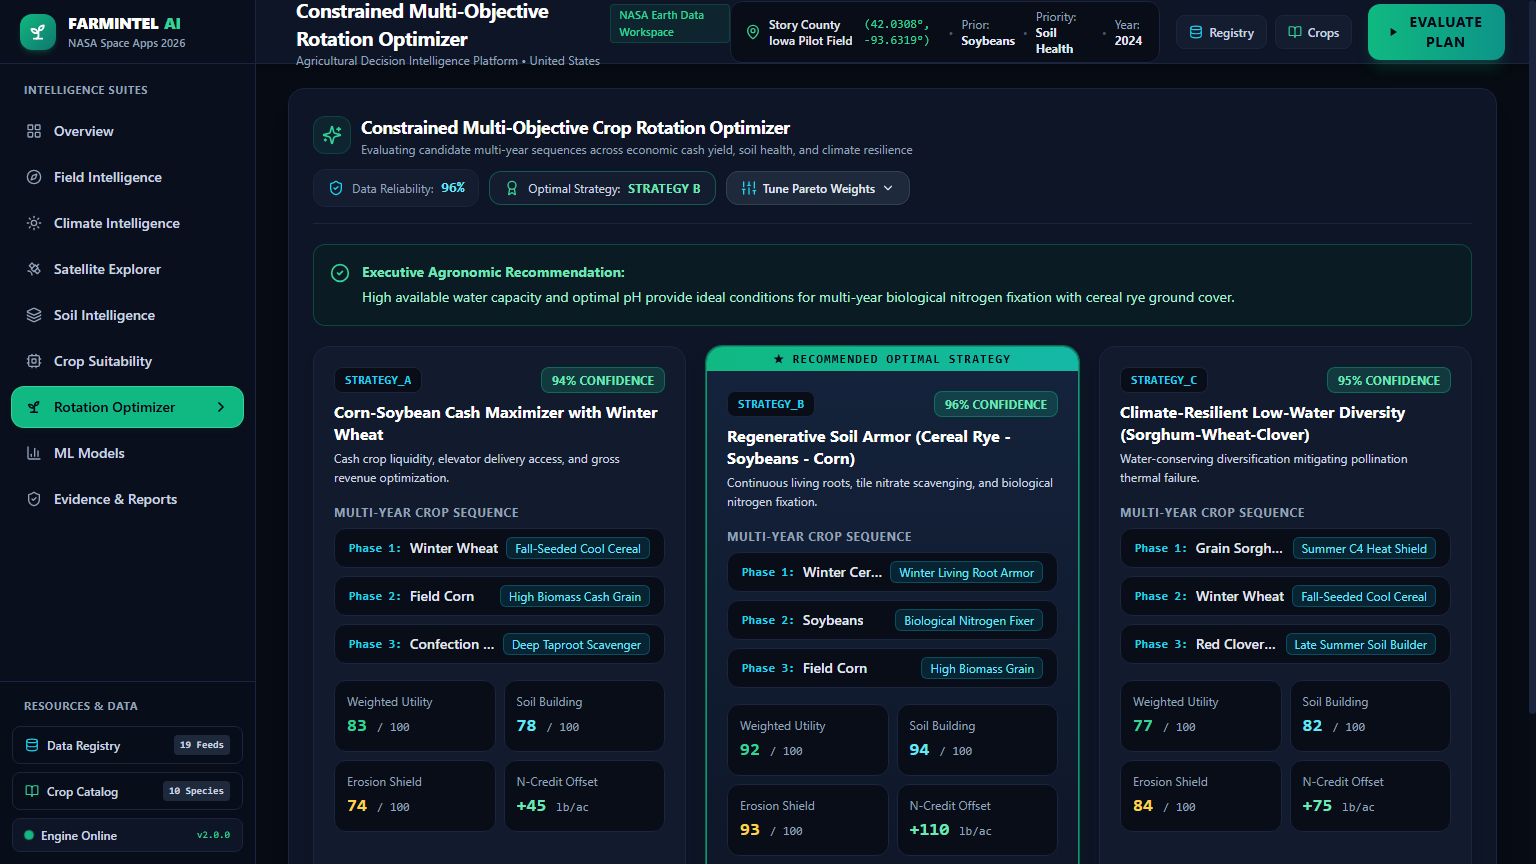 FARMINTEL AI
NASA Space Apps 2026
INTELLIGENCE SUITES
Overview
Field Intelligence
Climate Intelligence
Satellite Explorer
Soil Intelligence
Crop Suitability
Rotation Optimizer
ML Models
Evidence & Reports
RESOURCES & DATA
Data Registry
19 Feeds
Crop Catalog
10 Species
Engine Online
v2.0.0
Constrained Multi-Objective
Rotation Optimizer
Agricultural Decision Intelligence Platform • United States
NASA Earth Data
Workspace
Story County
Iowa Pilot Field
(42.0308°,
-93.6319°)
•
Prior:
Soybeans
•
Priority:
Soil
Health
•
Year:
2024
Registry
Crops
EVALUATE
PLAN
Constrained Multi-Objective Crop Rotation Optimizer
Evaluating candidate multi-year sequences across economic cash yield, soil health, and climate resilience
Data Reliability: 96%
Optimal Strategy: STRATEGY B
Tune Pareto Weights
Executive Agronomic Recommendation:
High available water capacity and optimal pH provide ideal conditions for multi-year biological nitrogen fixation with cereal rye ground cover.
STRATEGY_A
94% CONFIDENCE
Corn-Soybean Cash Maximizer with Winter
Wheat
Cash crop liquidity, elevator delivery access, and gross
revenue optimization.
MULTI-YEAR CROP SEQUENCE
Phase 1: Winter Wheat Fall-Seeded Cool Cereal
Phase 2: Field Corn High Biomass Cash Grain
Phase 3: Confection ... Deep Taproot Scavenger
Weighted Utility
83 / 100
Soil Building
78 / 100
Erosion Shield
74 / 100
N-Credit Offset
+45 lb/ac
★ RECOMMENDED OPTIMAL STRATEGY
STRATEGY_B
96% CONFIDENCE
Regenerative Soil Armor (Cereal Rye -
Soybeans - Corn)
Continuous living roots, tile nitrate scavenging, and biological
nitrogen fixation.
MULTI-YEAR CROP SEQUENCE
Phase 1: Winter Cer... Winter Living Root Armor
Phase 2: Soybeans Biological Nitrogen Fixer
Phase 3: Field Corn High Biomass Grain
Weighted Utility
92 / 100
Soil Building
94 / 100
Erosion Shield
93 / 100
N-Credit Offset
+110 lb/ac
STRATEGY_C
95% CONFIDENCE
Climate-Resilient Low-Water Diversity
(Sorghum-Wheat-Clover)
Water-conserving diversification mitigating pollination
thermal failure.
MULTI-YEAR CROP SEQUENCE
Phase 1: Grain Sorgh... Summer C4 Heat Shield
Phase 2: Winter Wheat Fall-Seeded Cool Cereal
Phase 3: Red Clover... Late Summer Soil Builder
Weighted Utility
77 / 100
Soil Building
82 / 100
Erosion Shield
84 / 100
N-Credit Offset
+75 lb/ac